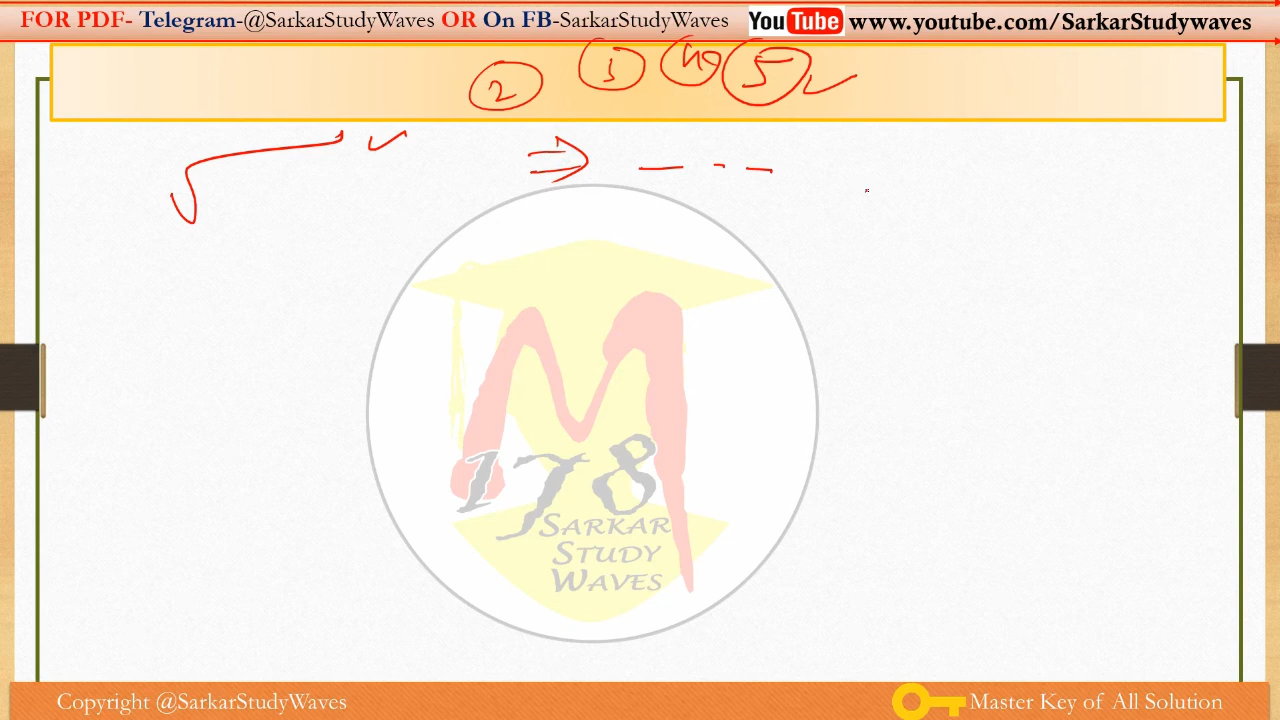 FOR PDF- Telegram-@SarkarStudyWaves OR On FB-SarkarStudyWaves YouTube www.youtube.com/SarkarStudywaves
2 3 4 5
178
SARKAR
STUDY
WAVES
Copyright @SarkarStudyWaves Master Key of All Solution